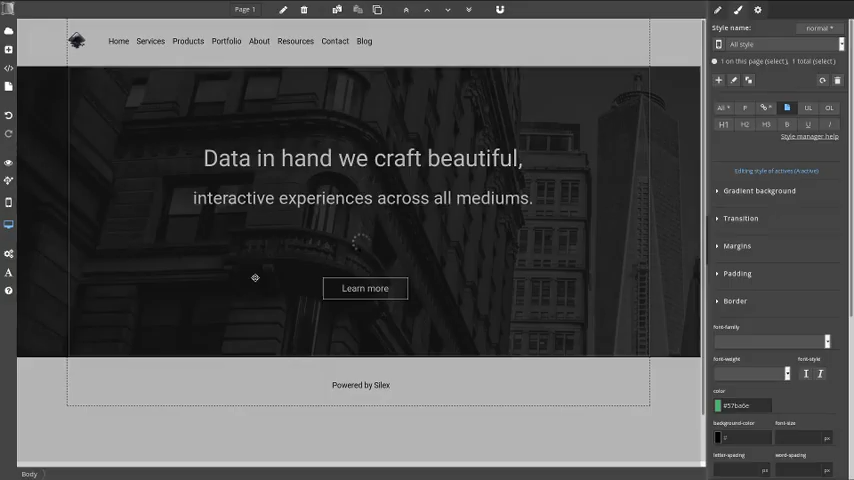 Page 1
Home Services Products Portfolio About Resources Contact Blog
Data in hand we craft beautiful,
interactive experiences across all mediums.
Learn more
Powered by Silex
Body
Style name:
normal *
All style
1 on this page (select), 1 total (select)
All * P
UL OL
H1 H2 H3 B U I
Style manager help
Editing style of actives (A:active)
Gradient background
Transition
Margins
Padding
Border
font-family
font-weight font-style
color
#57ba6e
background-color font-size
# px
letter-spacing word-spacing
px px